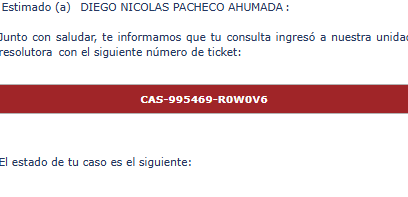 Estimado (a) DIEGO NICOLAS PACHECO AHUMADA :
Junto con saludar, te informamos que tu consulta ingresó a nuestra unidad
resolutora con el siguiente número de ticket:
CAS-995469-R0W0V6
El estado de tu caso es el siguiente: